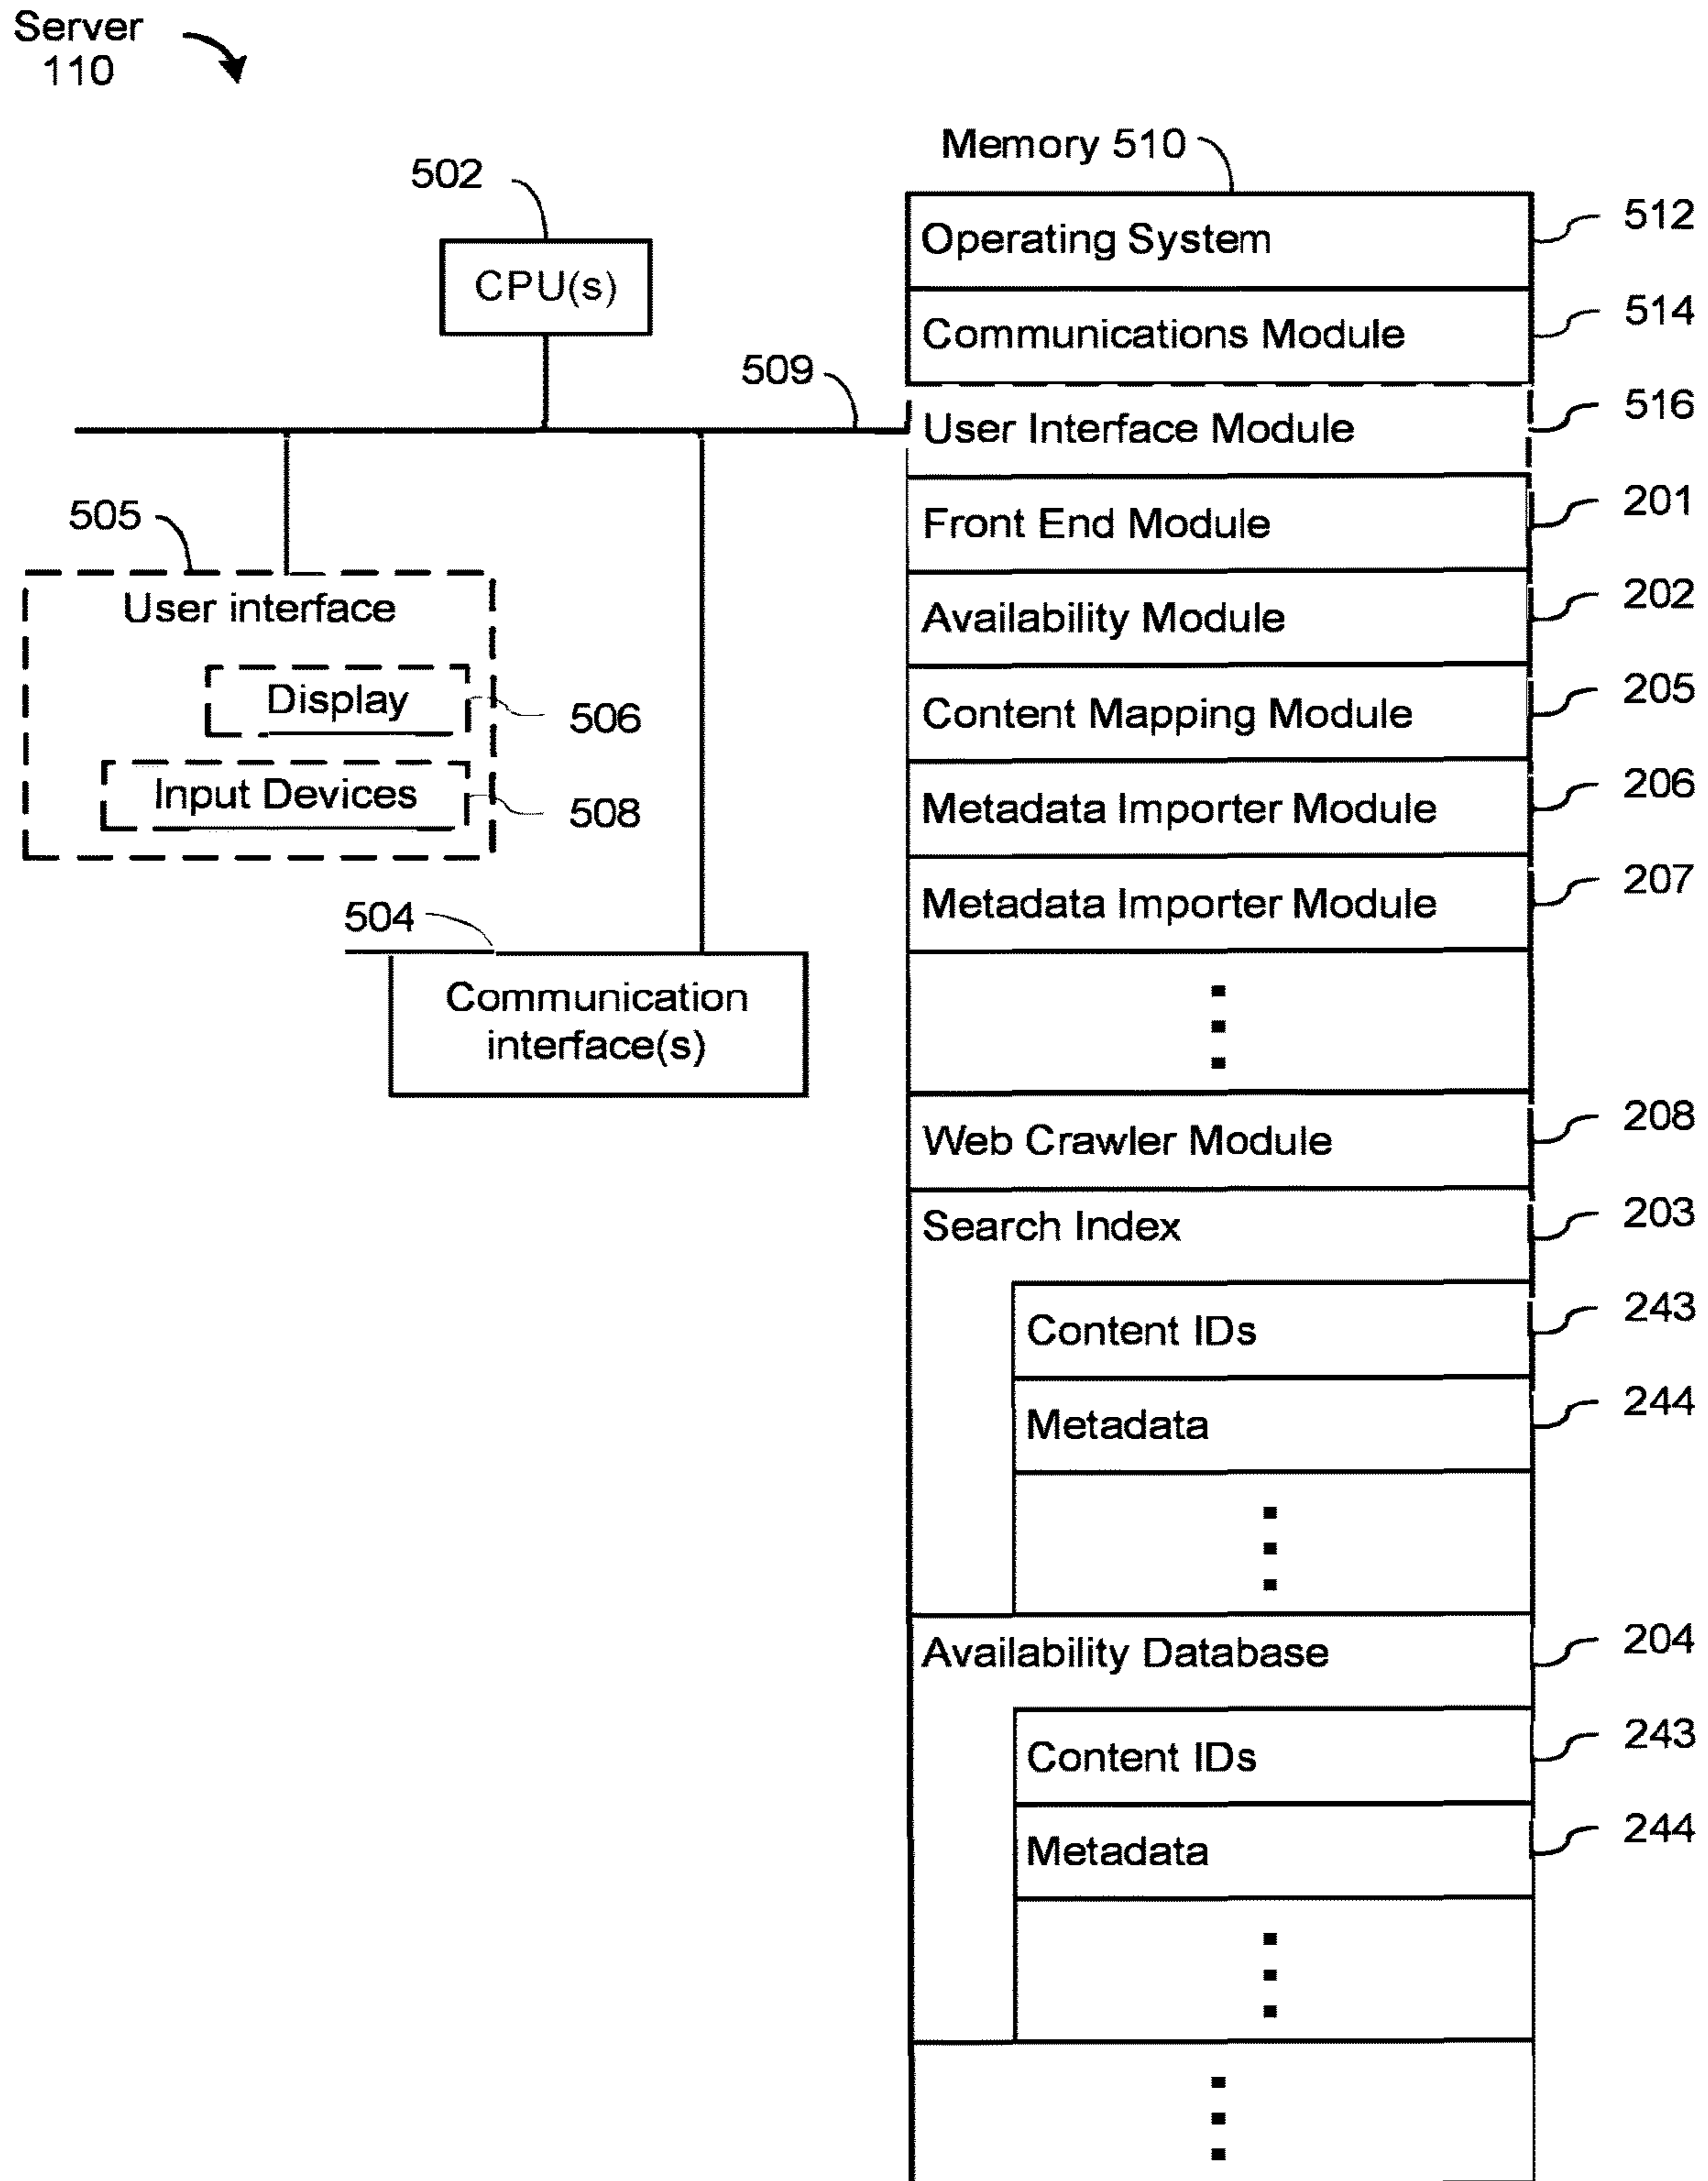 Server
110
Memory 510
502
512
Operating System
CPU(s)
514
Communications Module
509
516
User Interface Module
505
201
Front End Module
User interface
202
Availability Module
Display
506
205
Content Mapping Module
Input Devices
508
206
Metadata Importer Module
207
Metadata Importer Module
504
Communication
interface(s)
208
Web Crawler Module
203
Search Index
243
Content IDs
244
Metadata
204
Availability Database
243
Content IDs
244
Metadata